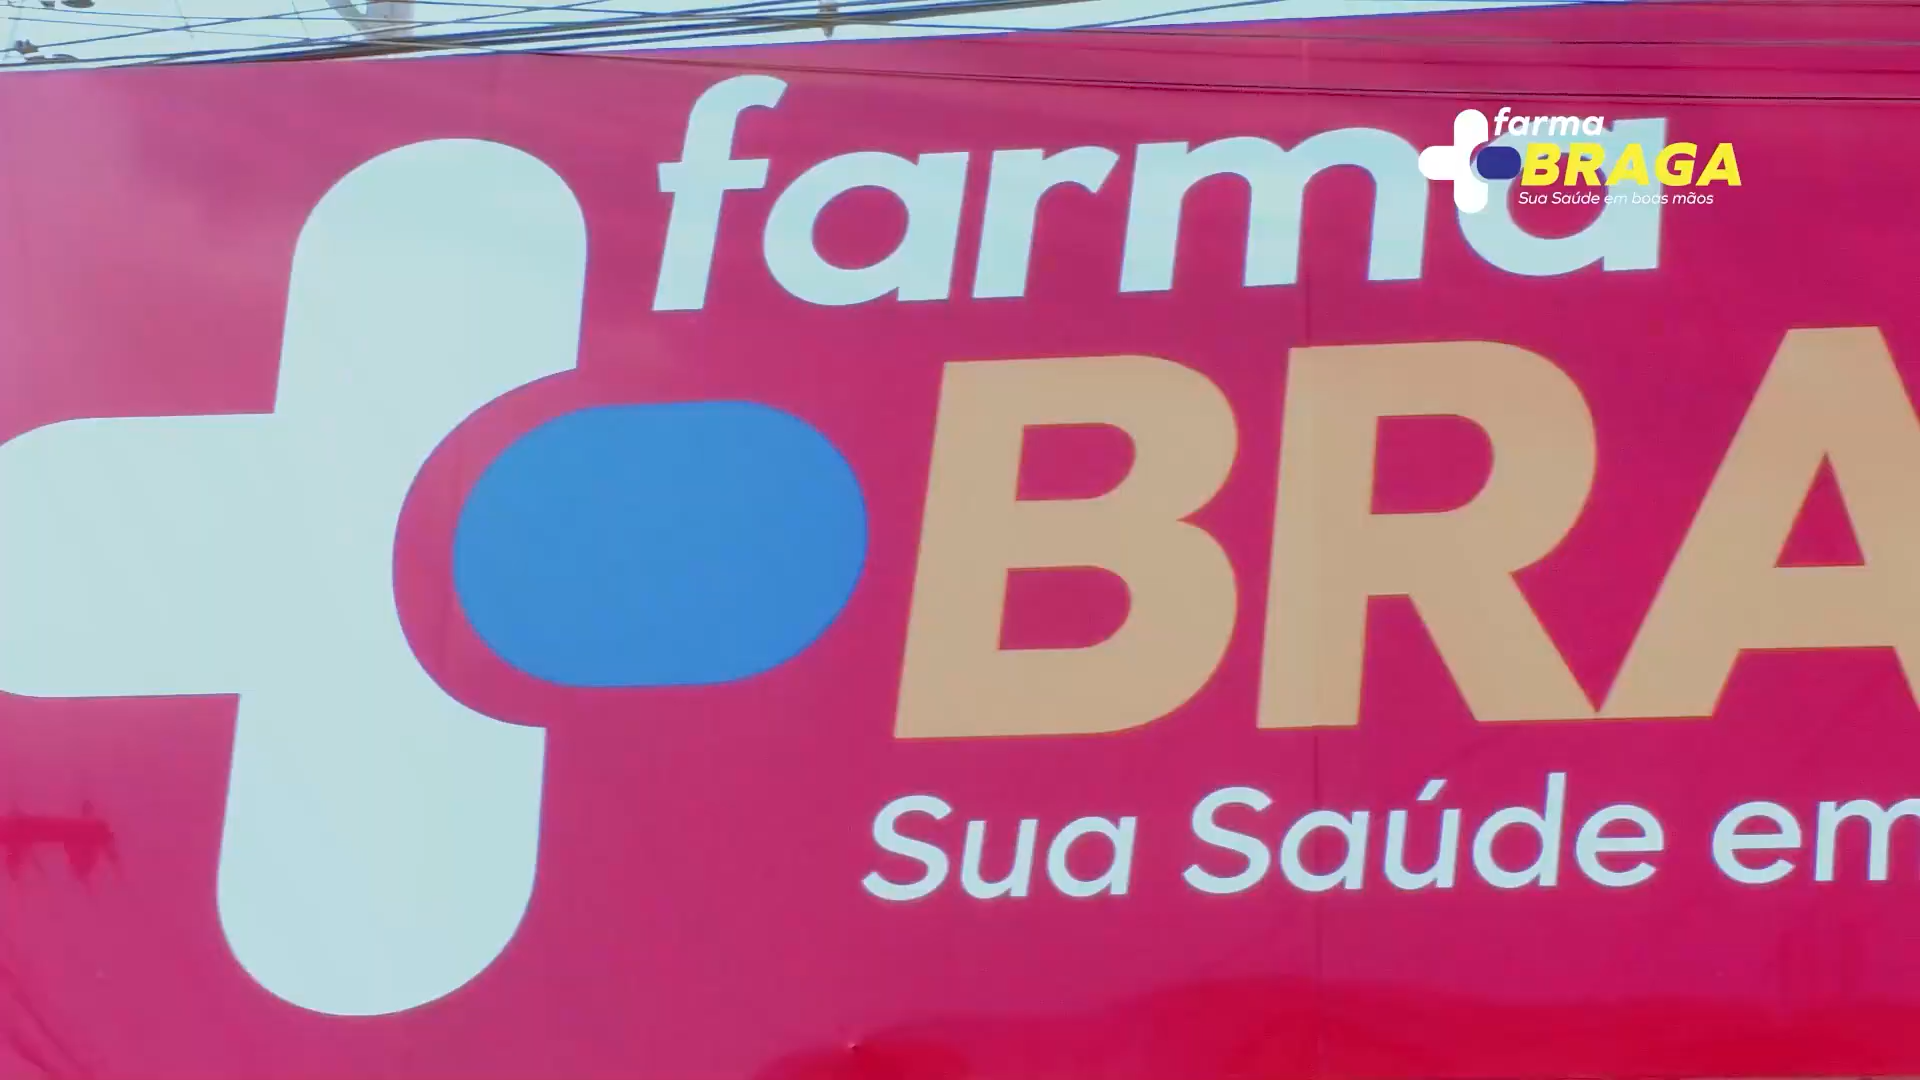 farma
BRA
Sua Saúde em
farma
BRAGA
Sua Saúde em boas mãos